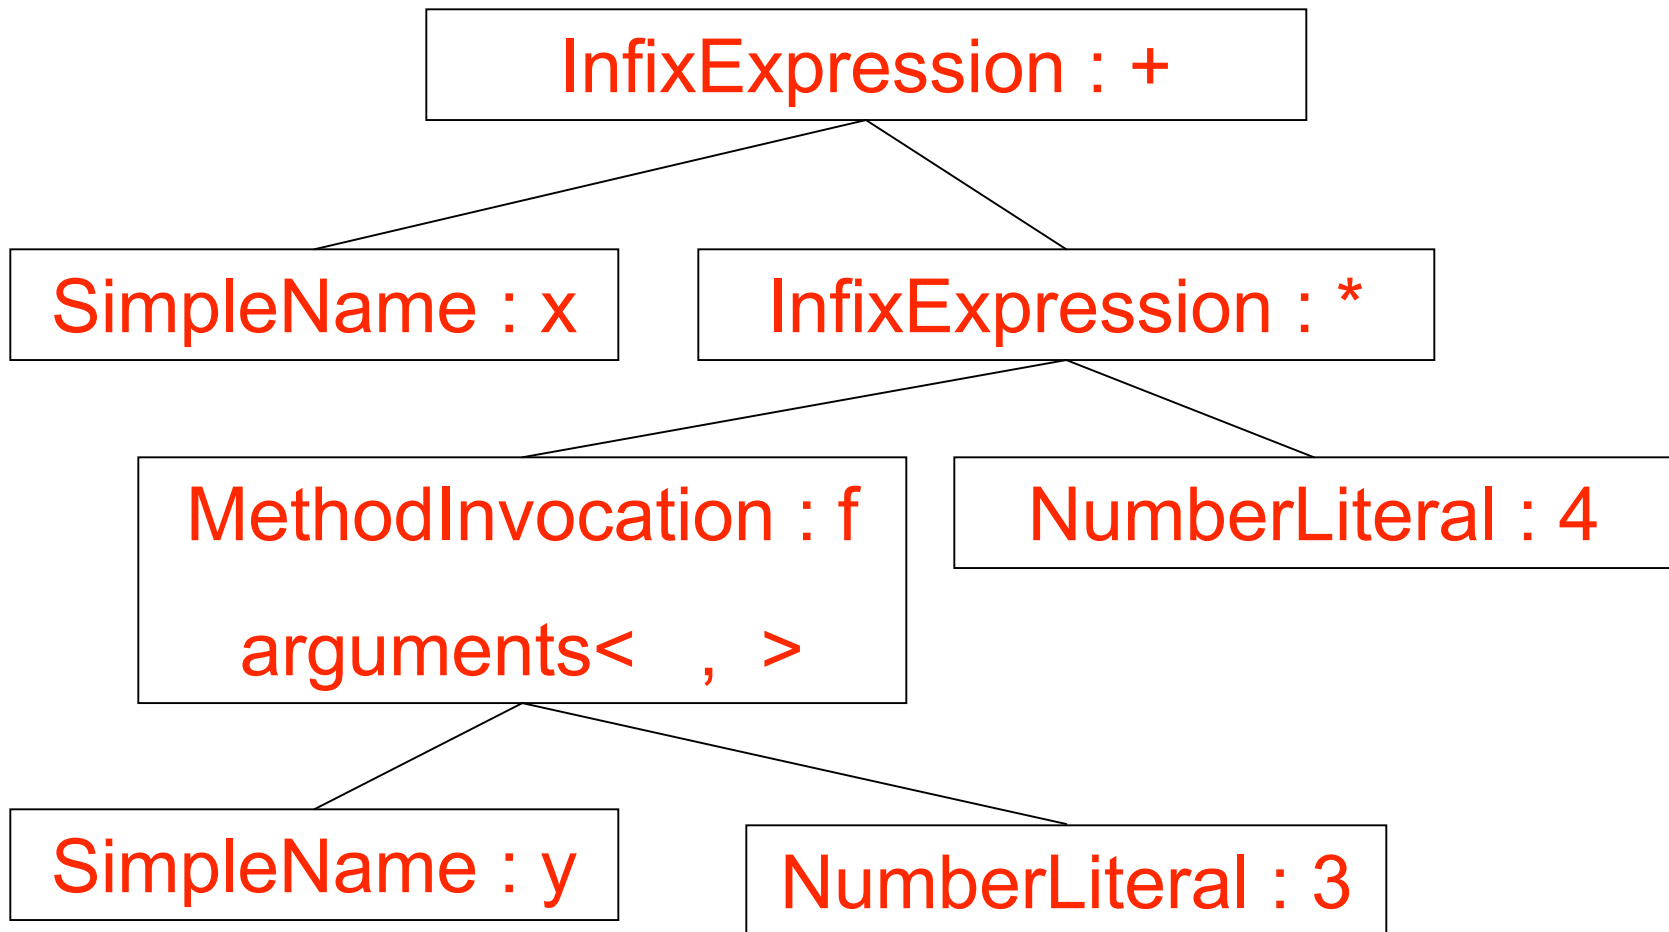 InfixExpression : +
SimpleName : x
InfixExpression : *
MethodInvocation : f
arguments< , >
NumberLiteral : 4
SimpleName : y
NumberLiteral : 3